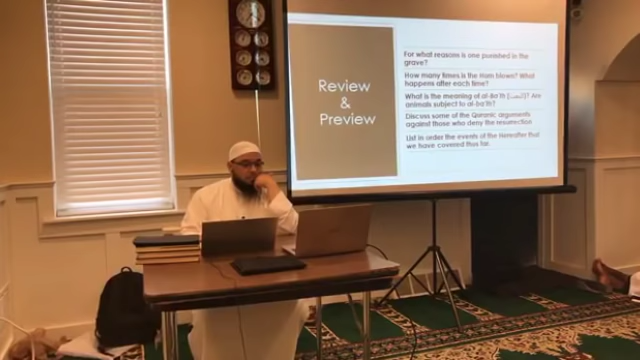 Review
&
Preview
For what reasons is one punished in the
grave?
How many times is the Horn blown? What
happens after each time?
What is the meaning of al-Ba'th [البعث]? Are
animals subject to al-ba'th?
Discuss some of the Quranic arguments
against those who deny the resurrection
List in order the events of the Hereafter that
we have covered thus far.